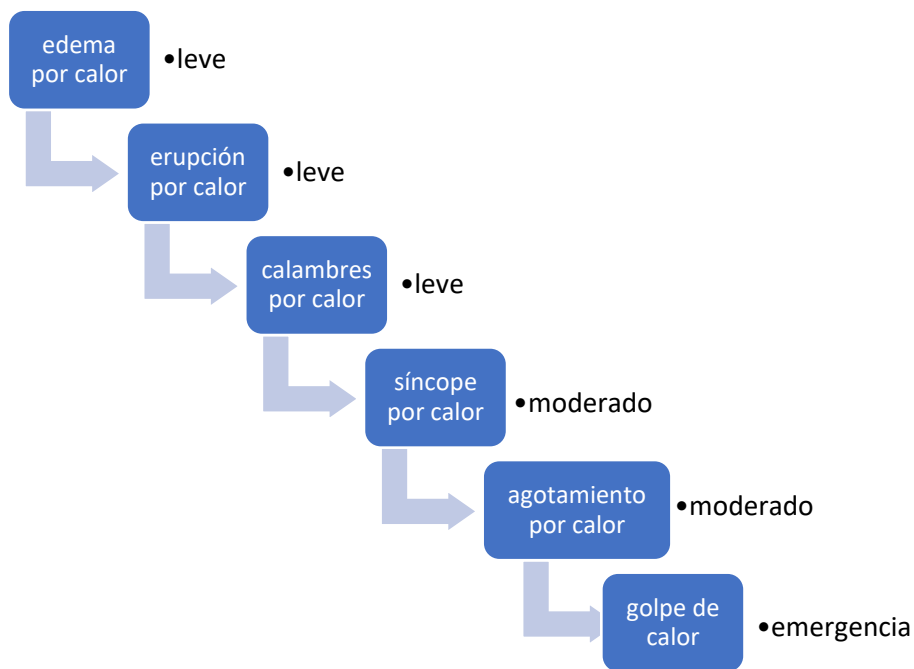 edema
por calor
•leve
erupción
por calor
•leve
calambres
por calor
•leve
síncope
por calor
•moderado
agotamiento
por calor
•moderado
golpe de
calor
•emergencia